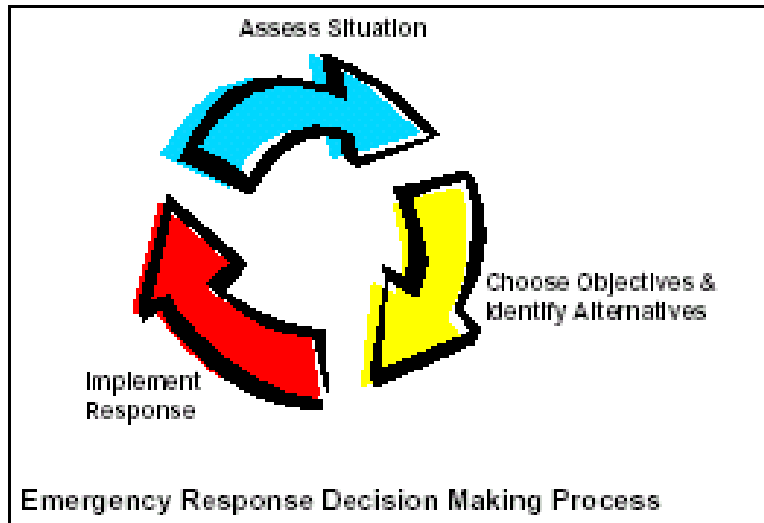 Assess Situation
Choose Objectives &
Identify Alternatives
Implement
Response
Emergency Response Decision Making Process